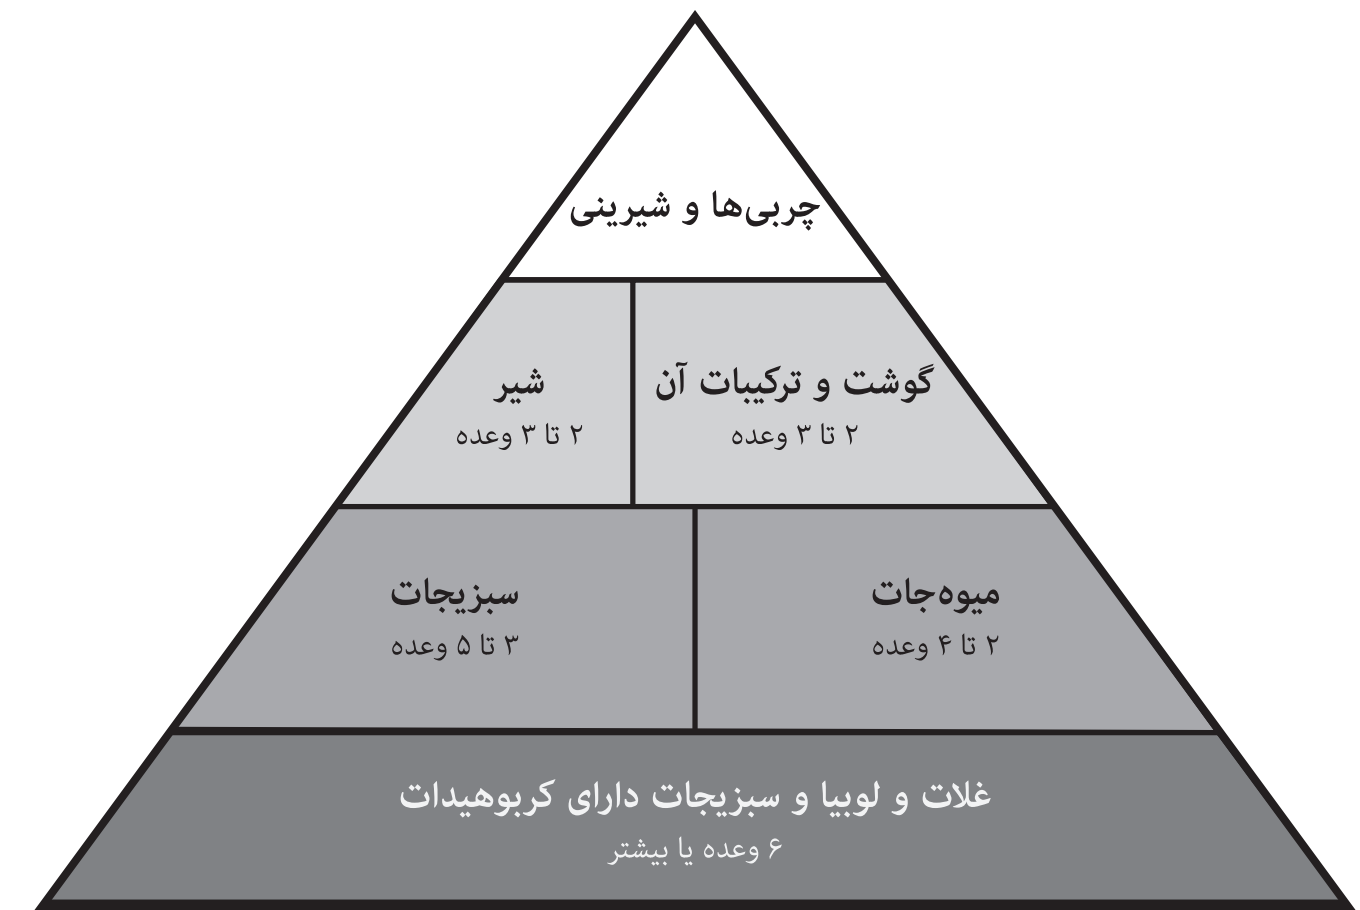 چربی‌ها و شیرینی
گوشت و ترکیبات آن
۲ تا ۳ وعده
شیر
۲ تا ۳ وعده
میوه‌جات
۲ تا ۴ وعده
سبزیجات
۳ تا ۵ وعده
غلات و لوبیا و سبزیجات دارای کربوهیدات
۶ وعده یا بیشتر